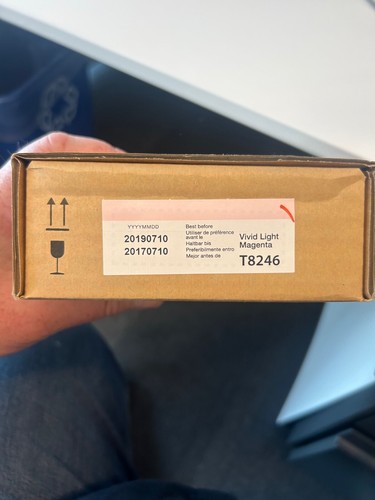 YYYYMMDD
20190710
20170710
Best before
Utiliser de préférence
avant le
Haltbar bis
Preferibilmente entro
Mejor antes de
Vivid Light
Magenta
T8246